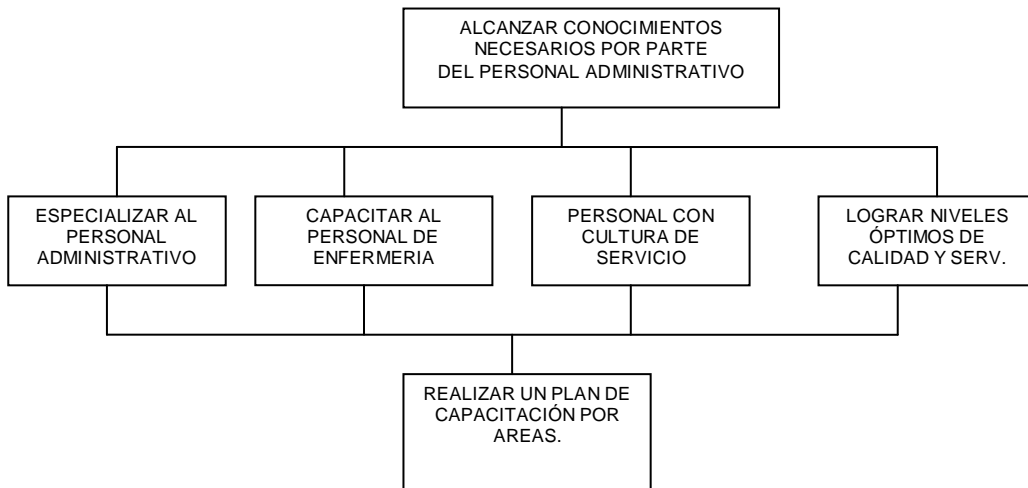 ALCANZAR CONOCIMIENTOS
NECESARIOS POR PARTE
DEL PERSONAL ADMINISTRATIVO
ESPECIALIZAR AL
PERSONAL
ADMINISTRATIVO
CAPACITAR AL
PERSONAL DE
ENFERMERIA
PERSONAL CON
CULTURA DE
SERVICIO
LOGRAR NIVELES
ÓPTIMOS DE
CALIDAD Y SERV.
REALIZAR UN PLAN DE
CAPACITACIÓN POR
AREAS.